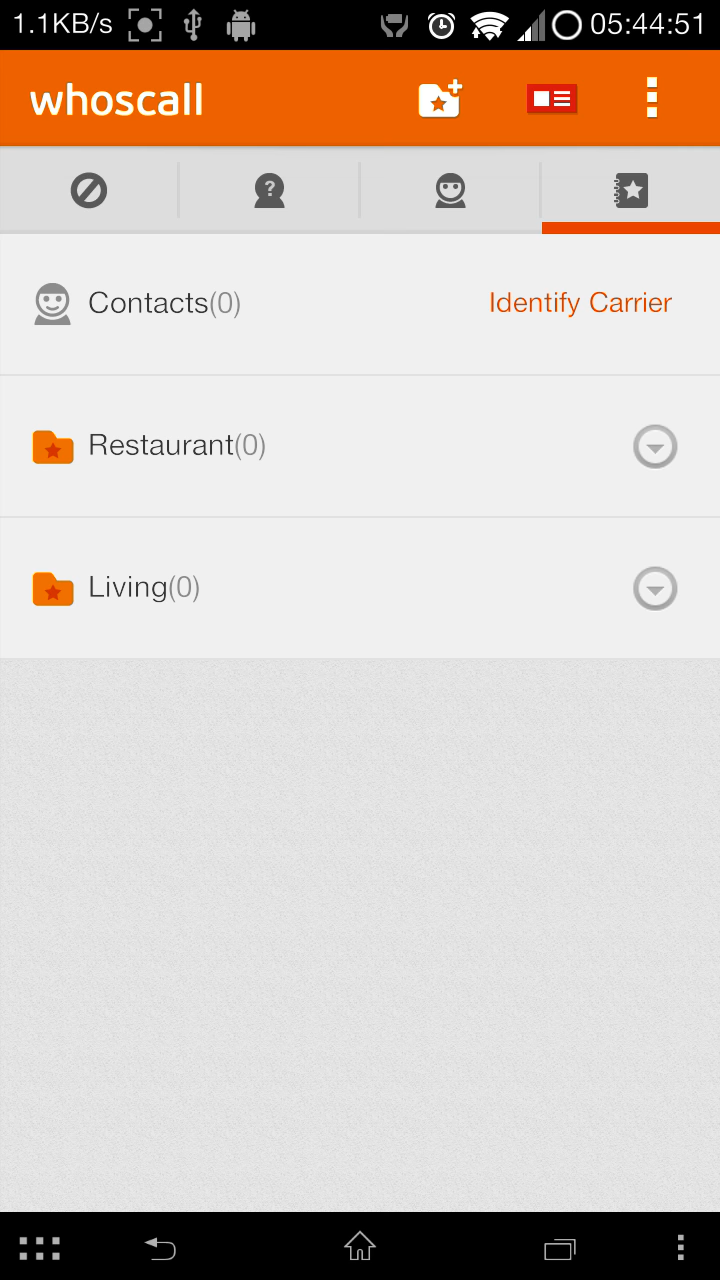 1.1KB/s 05:44:51
whoscall
Contacts(0) Identify Carrier
Restaurant(0)
Living(0)